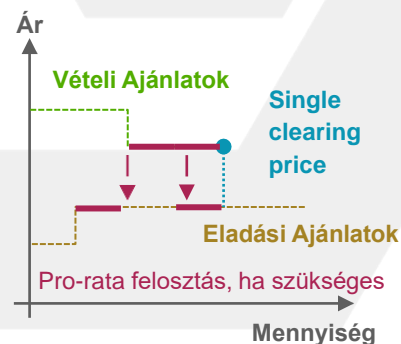 Ár
Vételi Ajánlatok
Single
clearing
price
Eladási Ajánlatok
Pro-rata felosztás, ha szükséges
Mennyiség